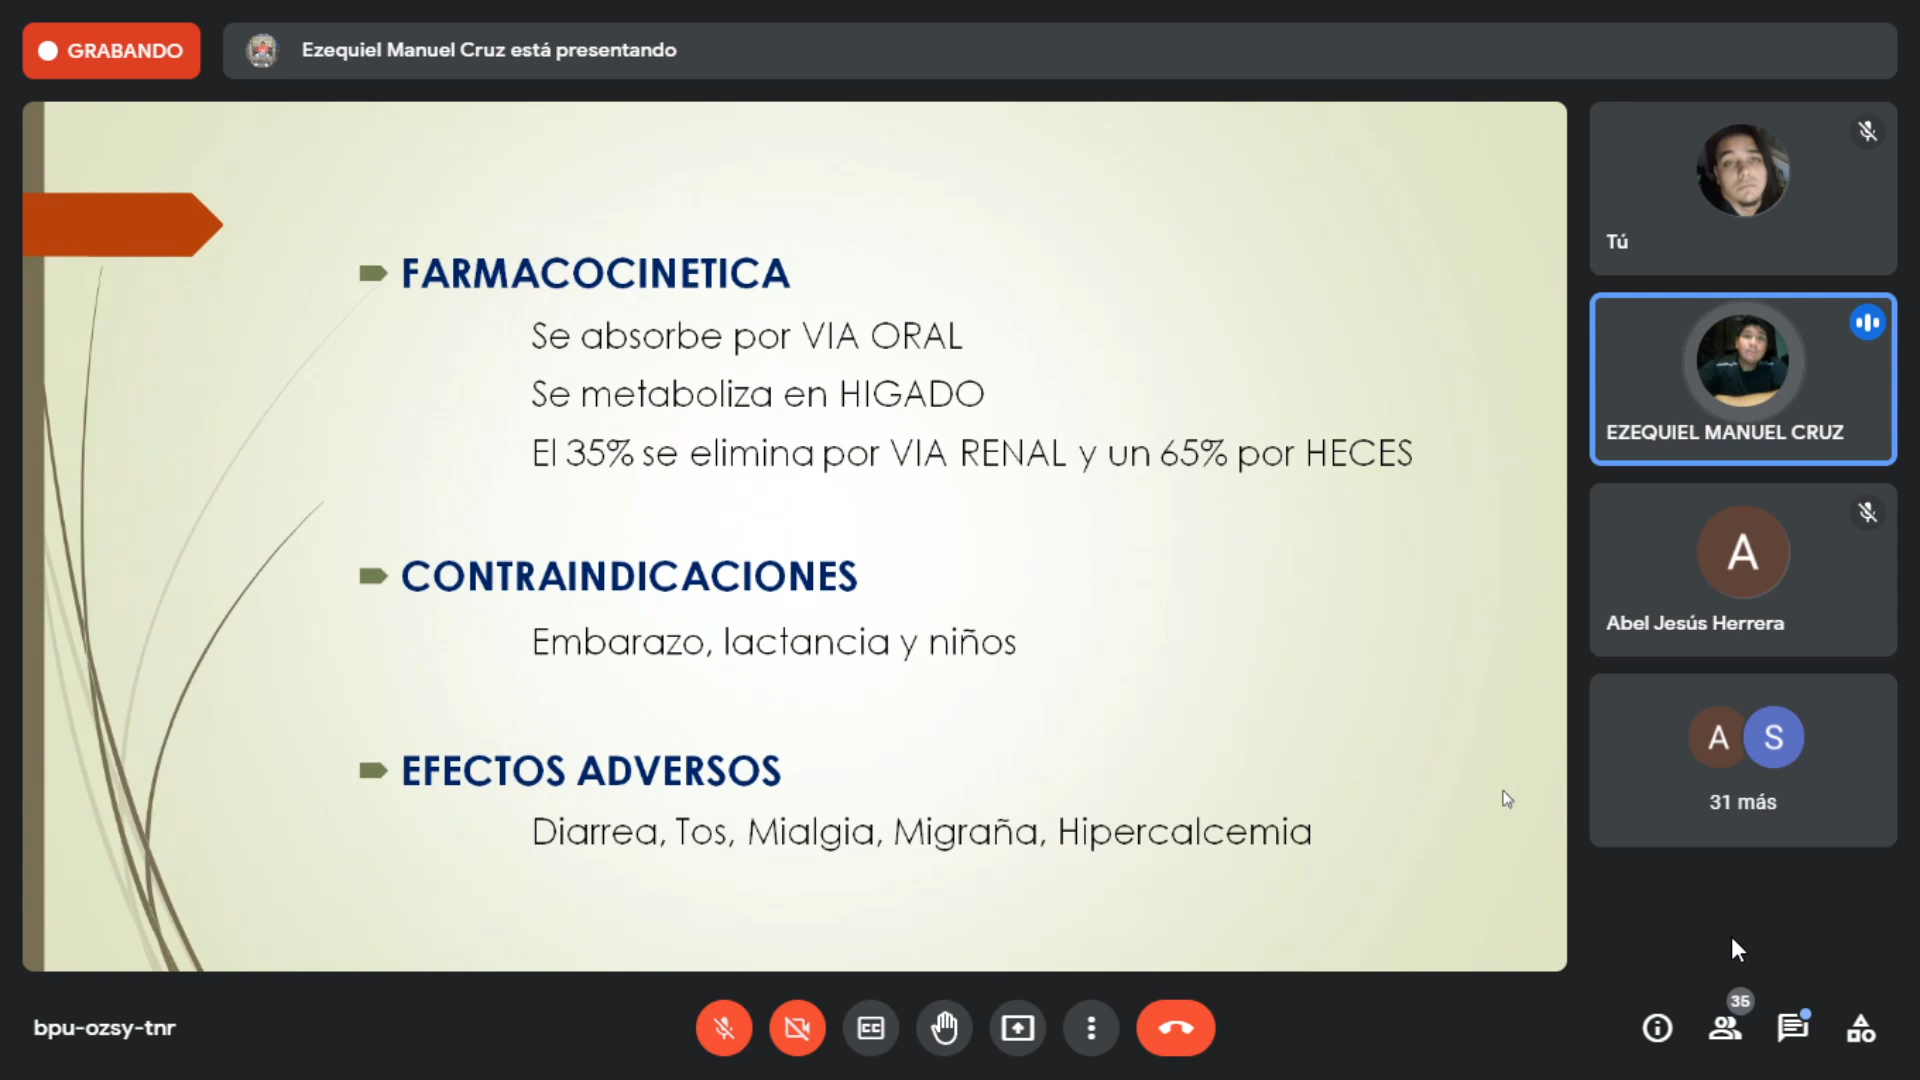 GRABANDO
Ezequiel Manuel Cruz está presentando
FARMACOCINETICA
Se absorbe por VIA ORAL
Se metaboliza en HIGADO
El 35% se elimina por VIA RENAL y un 65% por HECES
CONTRAINDICACIONES
Embarazo, lactancia y niños
EFECTOS ADVERSOS
Diarrea, Tos, Mialgia, Migraña, Hipercalcemia
Tú
EZEQUIEL MANUEL CRUZ
A
Abel Jesús Herrera
A S
31 más
bpu-ozsy-tnr
CC
35